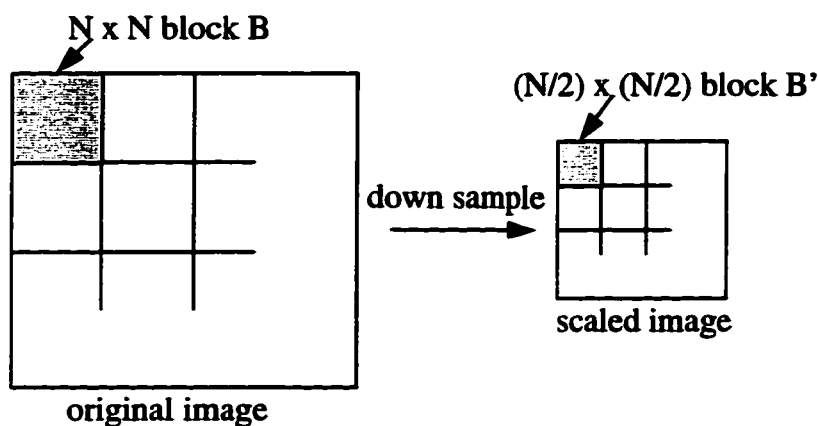 N x N block B
(N/2) x (N/2) block B'
down sample
scaled image
original image